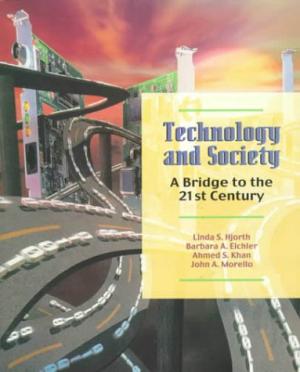 Technology
and Society
A Bridge to the
21st Century
Linda S. Hjorth
Barbara A. Eichler
Ahmed S. Khan
John A. Morello